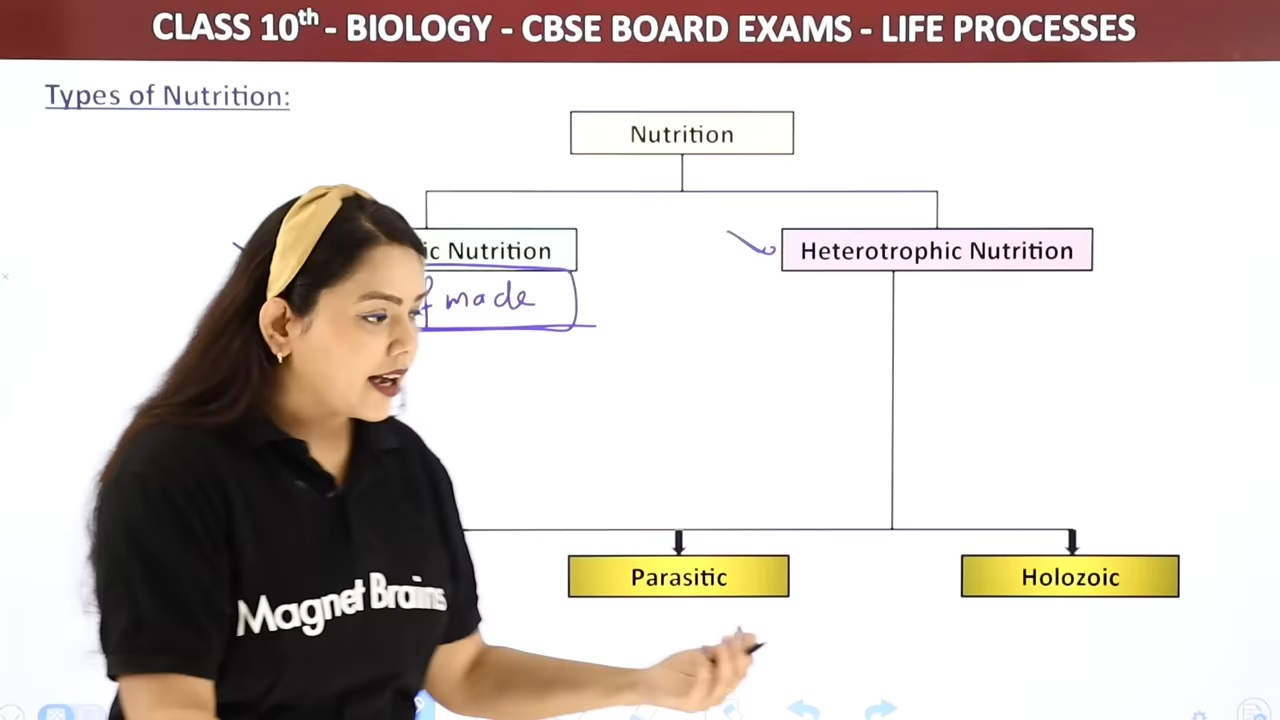 CLASS 10th - BIOLOGY - CBSE BOARD EXAMS - LIFE PROCESSES
Types of Nutrition:
Nutrition
ic Nutrition
Heterotrophic Nutrition
f made
Parasitic
Holozoic
Magnet Brains